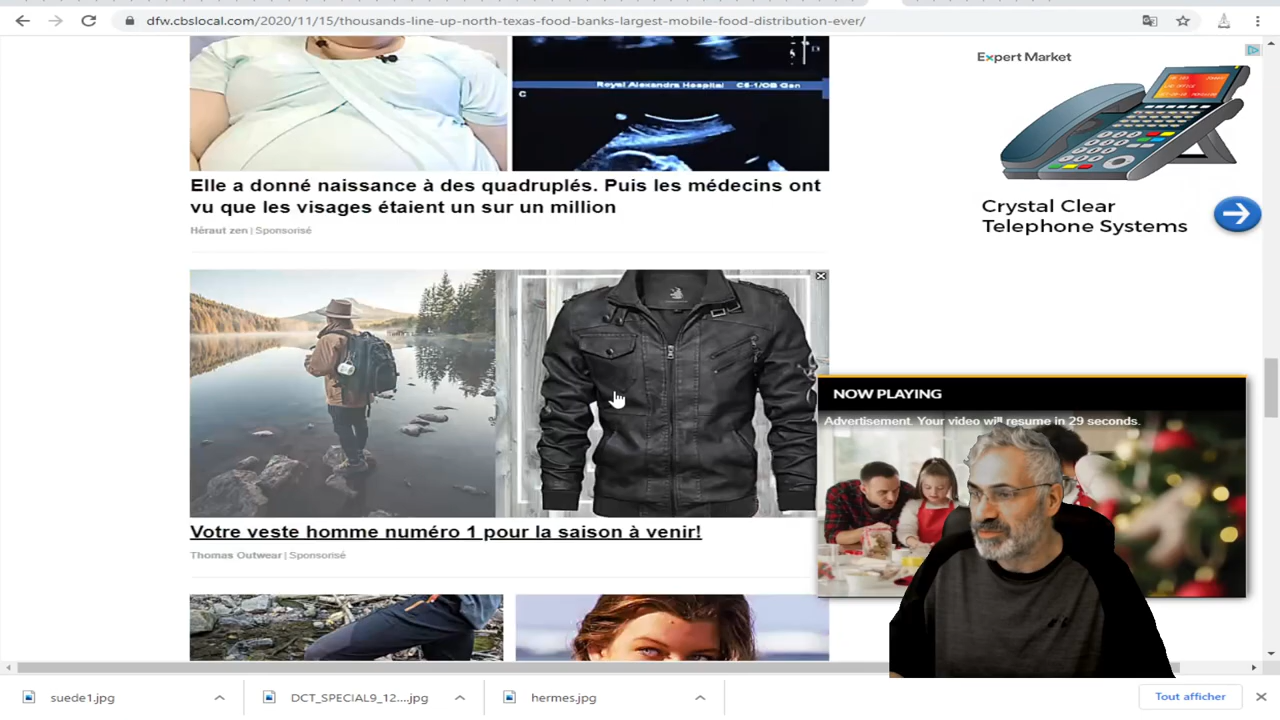 dfw.cbslocal.com/2020/11/15/thousands-line-up-north-texas-food-banks-largest-mobile-food-distribution-ever/
Royal Alexandra Hospital C5-1/OB Gen
C
Elle a donné naissance à des quadruplés. Puis les médecins ont
vu que les visages étaient un sur un million
Héraut zen | Sponsorisé
Expert Market
Crystal Clear
Telephone Systems
Votre veste homme numéro 1 pour la saison à venir!
Thomas Outwear | Sponsorisé
NOW PLAYING
Advertisement. Your video will resume in 29 seconds.
suede1.jpg
DCT_SPECIAL9_12....jpg
hermes.jpg
Tout afficher